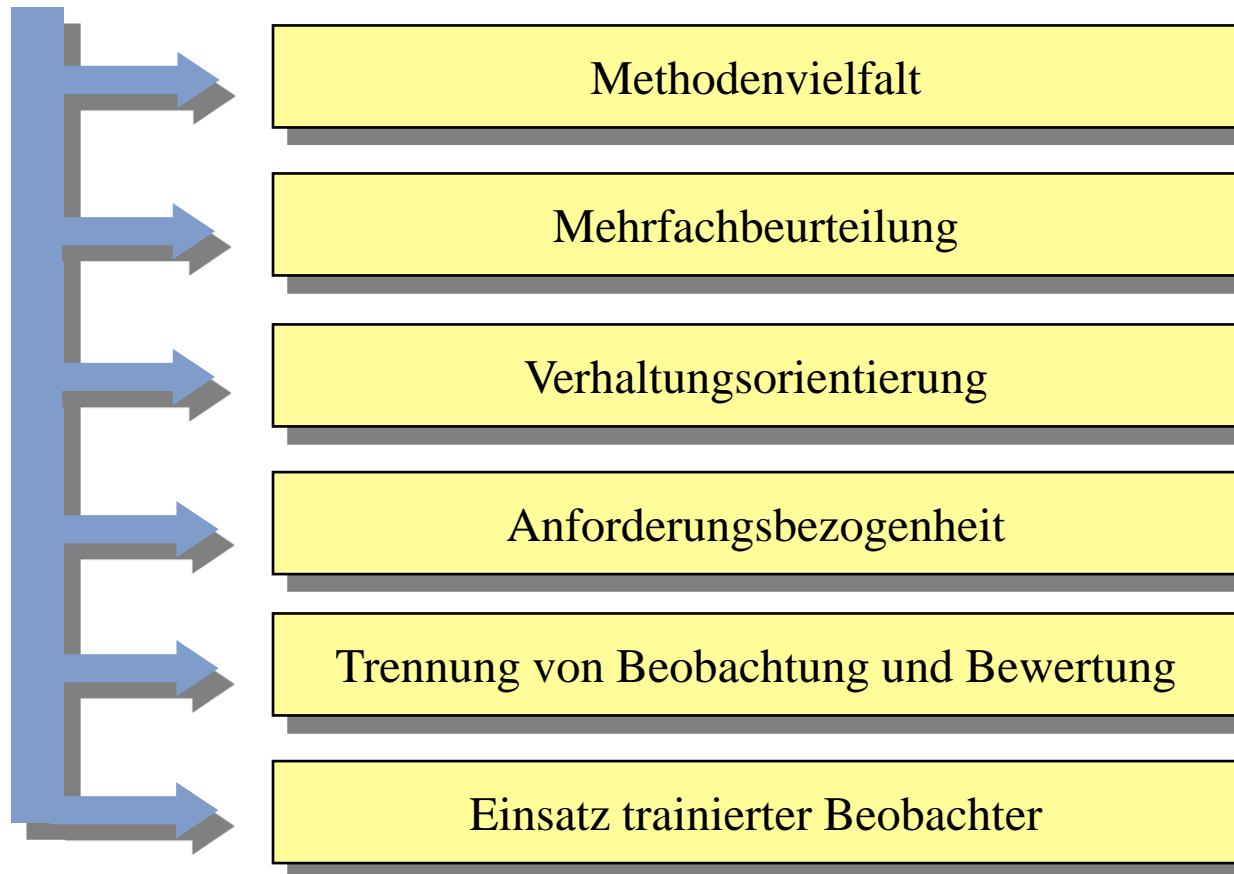 Methodenvielfalt
Mehrfachbeurteilung
Verhaltungsorientierung
Anforderungsbezogenheit
Trennung von Beobachtung und Bewertung
Einsatz trainierter Beobachter